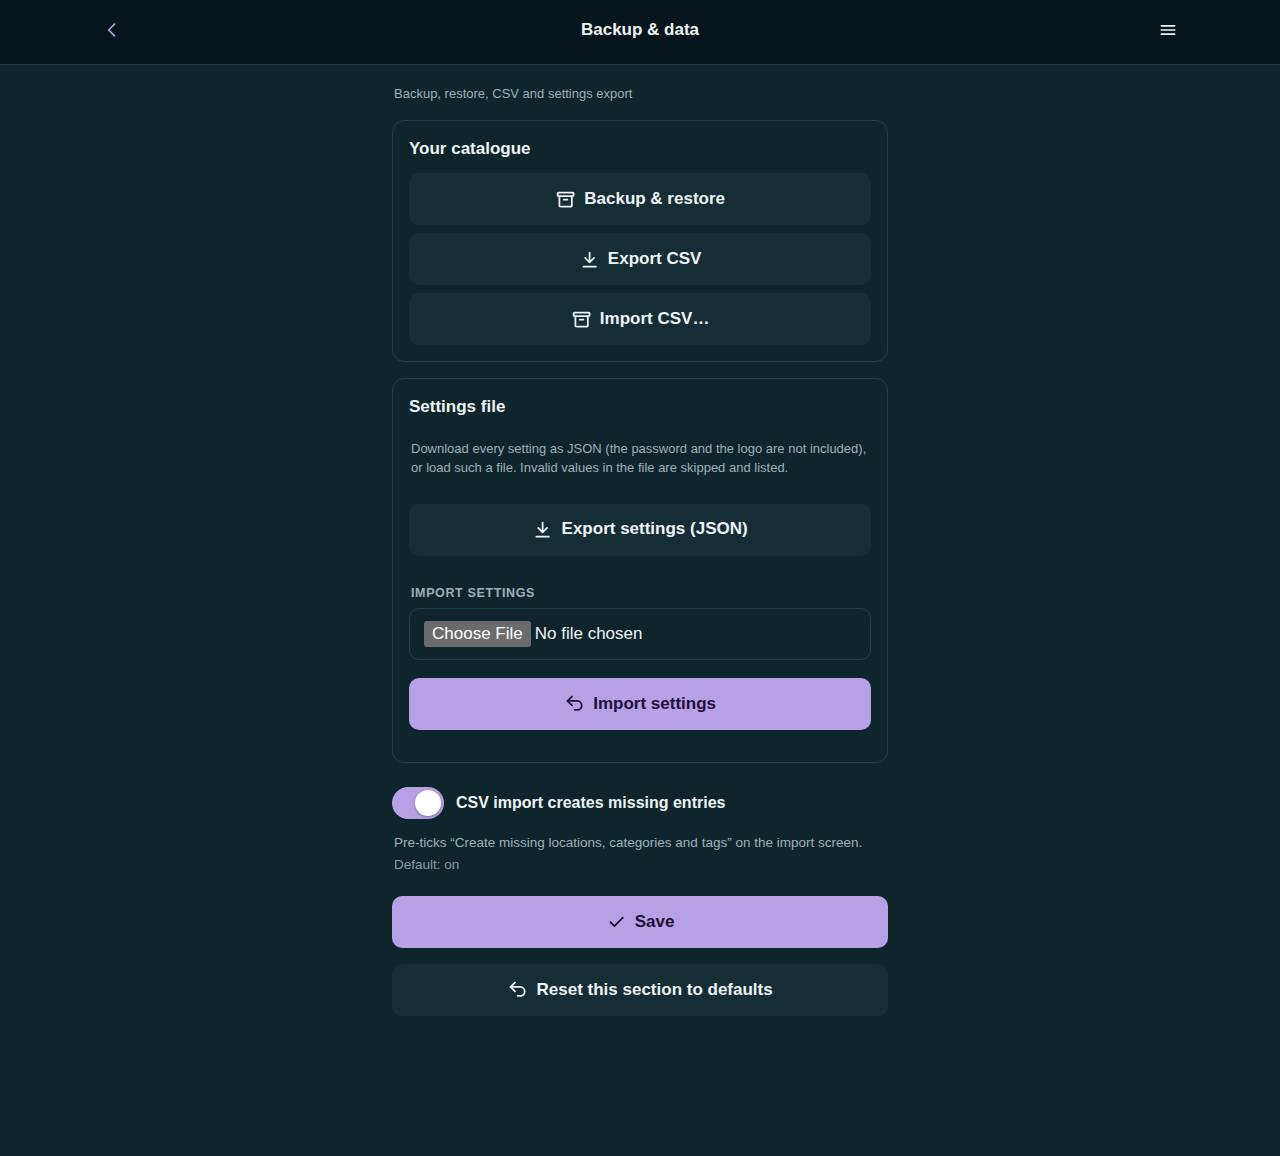 Backup & data
Backup, restore, CSV and settings export
Your catalogue
Backup & restore
Export CSV
Import CSV…
Settings file
Download every setting as JSON (the password and the logo are not included),
or load such a file. Invalid values in the file are skipped and listed.
Export settings (JSON)
IMPORT SETTINGS
Choose File No file chosen
Import settings
CSV import creates missing entries
Pre-ticks “Create missing locations, categories and tags” on the import screen.
Default: on
Save
Reset this section to defaults